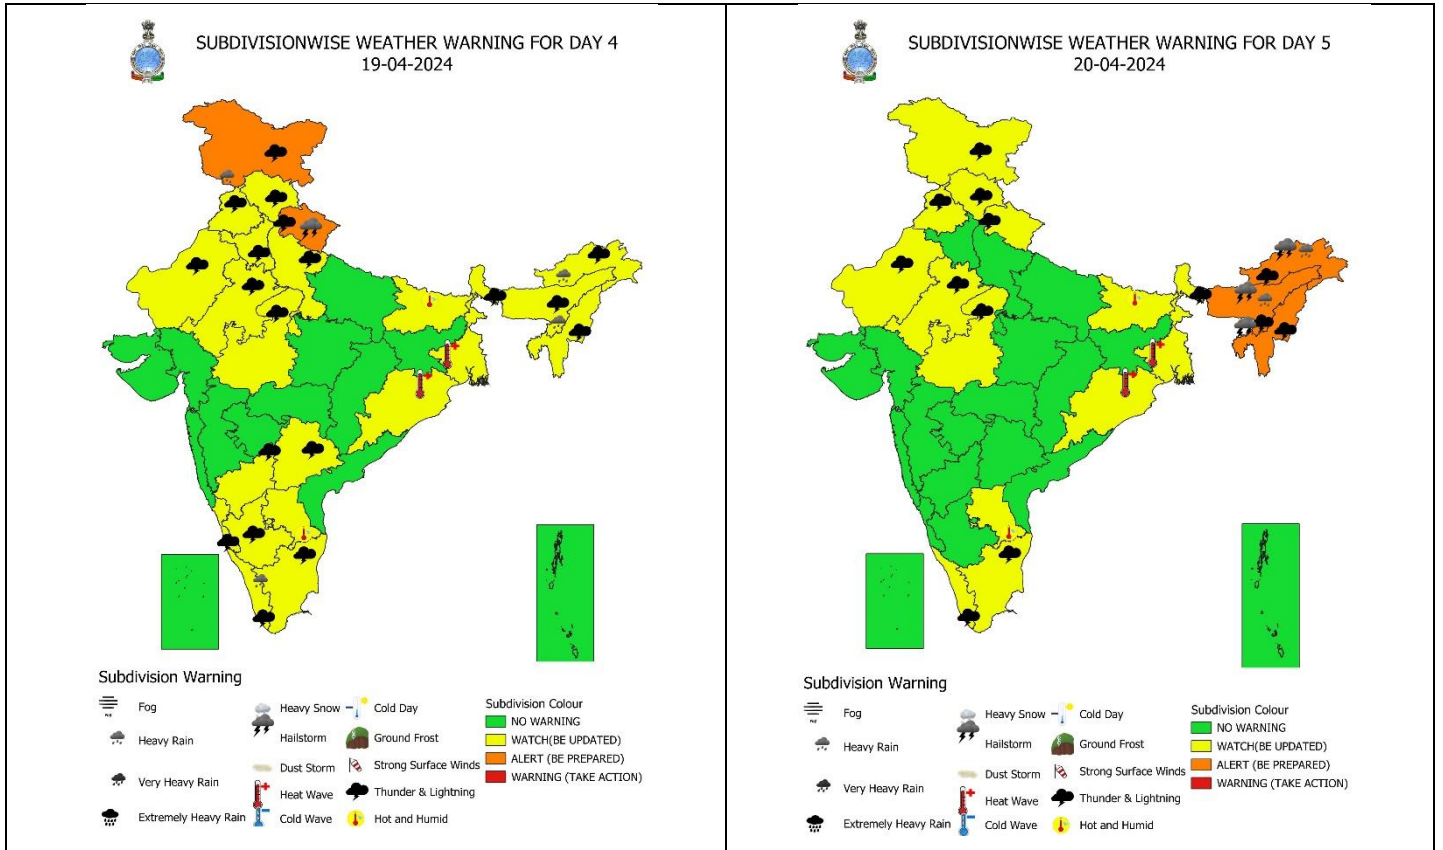 SUBDIVISIONWISE WEATHER WARNING FOR DAY 4
19-04-2024
Subdivision Warning
Fog
Heavy Rain
Very Heavy Rain
Extremely Heavy Rain
Heavy Snow
Hailstorm
Dust Storm
Heat Wave
Cold Wave
Cold Day
Ground Frost
Strong Surface Winds
Thunder & Lightning
Hot and Humid
Subdivision Colour
NO WARNING
WATCH(BE UPDATED)
ALERT (BE PREPARED)
WARNING (TAKE ACTION)
SUBDIVISIONWISE WEATHER WARNING FOR DAY 5
20-04-2024
Subdivision Warning
Fog
Heavy Rain
Very Heavy Rain
Extremely Heavy Rain
Heavy Snow
Hailstorm
Dust Storm
Heat Wave
Cold Wave
Cold Day
Ground Frost
Strong Surface Winds
Thunder & Lightning
Hot and Humid
Subdivision Colour
NO WARNING
WATCH(BE UPDATED)
ALERT (BE PREPARED)
WARNING (TAKE ACTION)